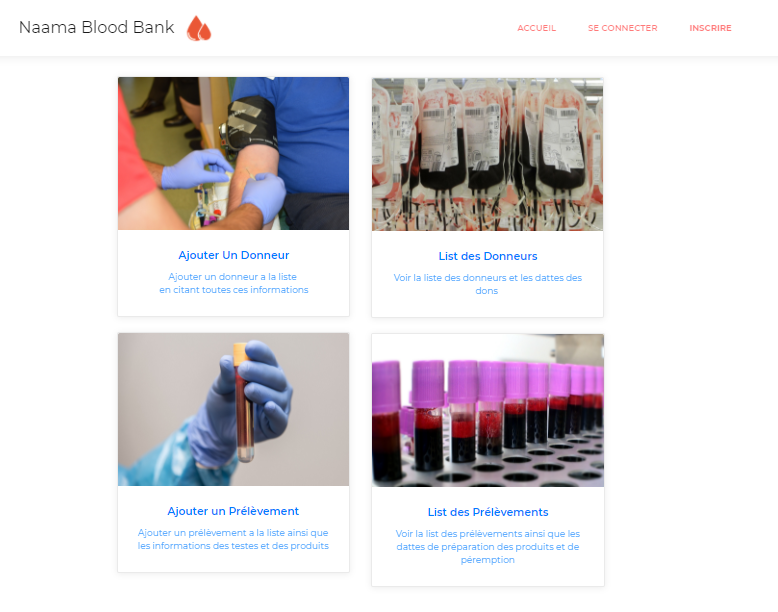 Naama Blood Bank
ACCUEIL
SE CONNECTER
INSCRIRE
Ajouter Un Donneur
Ajouter un donneur a la liste
en citant toutes ces informations
List des Donneurs
Voir la liste des donneurs et les dattes des
dons
Ajouter un Prélèvement
Ajouter un prélèvement a la liste ainsi que
les informations des testes et des produits
List des Prélèvements
Voir la list des prélèvements ainsi que les
dattes de préparation des produits et de
péremption